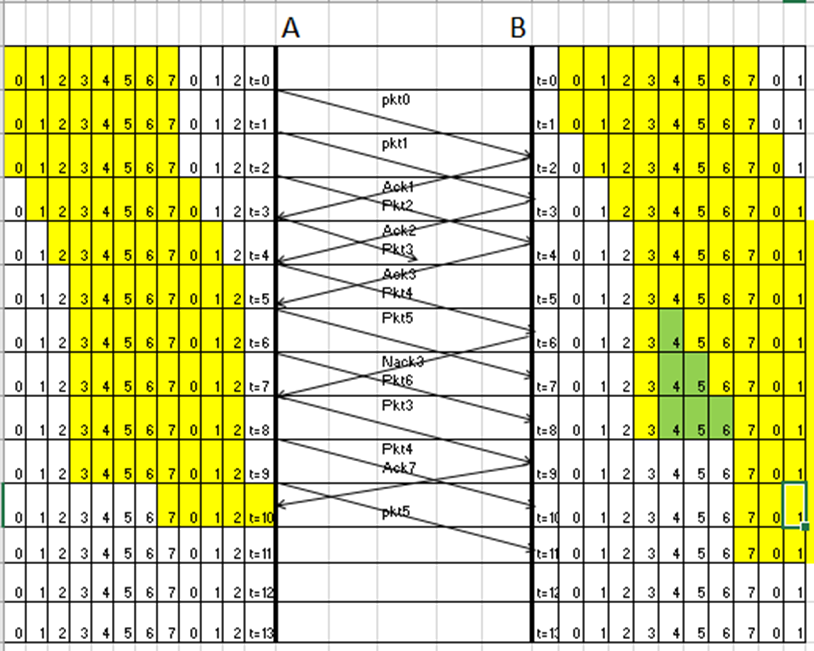 A B
0 1 2 3 4 5 6 7 0 1 2 t=0 t=0 0 1 2 3 4 5 6 7 0 1
pkt0
0 1 2 3 4 5 6 7 0 1 2 t=1 t=1 0 1 2 3 4 5 6 7 0 1
pkt1
0 1 2 3 4 5 6 7 0 1 2 t=2 t=2 0 1 2 3 4 5 6 7 0 1
Ack1
Pkt2
0 1 2 3 4 5 6 7 0 1 2 t=3 t=3 0 1 2 3 4 5 6 7 0 1
Ack2
Pkt3
0 1 2 3 4 5 6 7 0 1 2 t=4 t=4 0 1 2 3 4 5 6 7 0 1
Ack3
Pkt4
0 1 2 3 4 5 6 7 0 1 2 t=5 t=5 0 1 2 3 4 5 6 7 0 1
Pkt5
0 1 2 3 4 5 6 7 0 1 2 t=6 t=6 0 1 2 3 4 5 6 7 0 1
Nack3
Pkt6
0 1 2 3 4 5 6 7 0 1 2 t=7 t=7 0 1 2 3 4 5 6 7 0 1
Pkt3
0 1 2 3 4 5 6 7 0 1 2 t=8 t=8 0 1 2 3 4 5 6 7 0 1
Pkt4
Ack7
0 1 2 3 4 5 6 7 0 1 2 t=9 t=9 0 1 2 3 4 5 6 7 0 1
pkt5
0 1 2 3 4 5 6 7 0 1 2 t=10 t=10 0 1 2 3 4 5 6 7 0 1
0 1 2 3 4 5 6 7 0 1 2 t=11 t=11 0 1 2 3 4 5 6 7 0 1
0 1 2 3 4 5 6 7 0 1 2 t=12 t=12 0 1 2 3 4 5 6 7 0 1
0 1 2 3 4 5 6 7 0 1 2 t=13 t=13 0 1 2 3 4 5 6 7 0 1